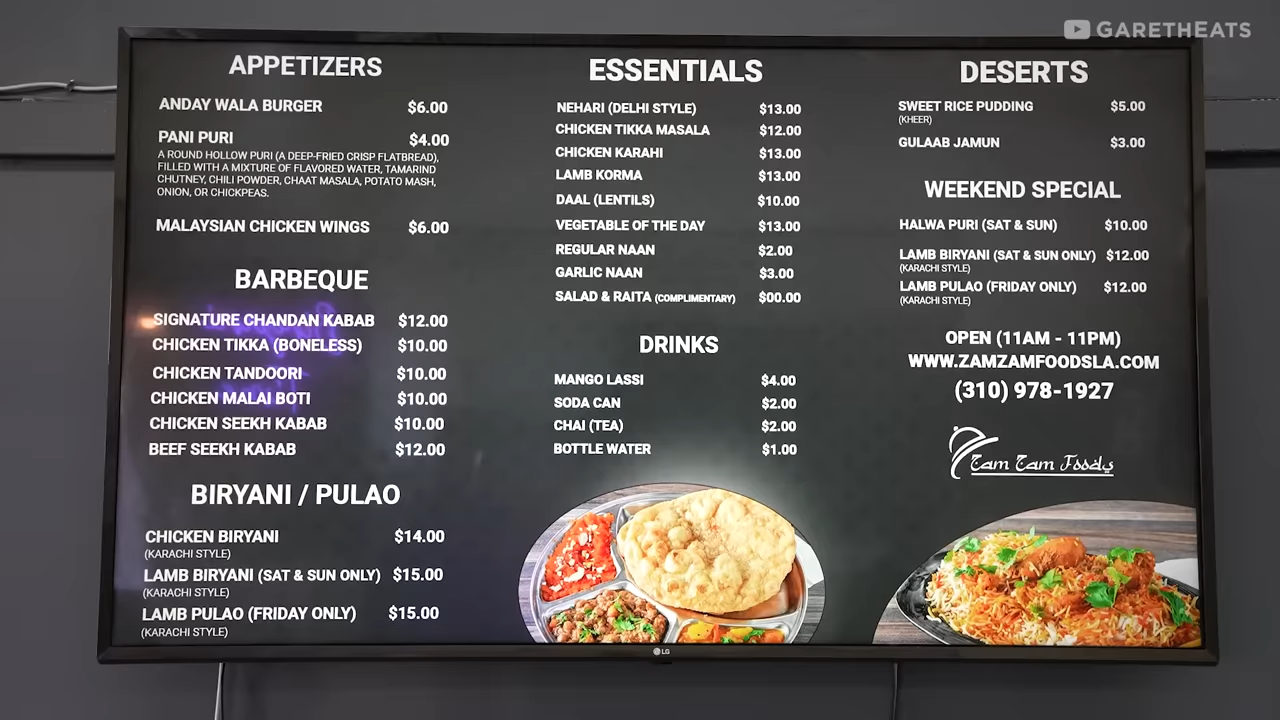 GARETHEATS
APPETIZERS
ANDAY WALA BURGER $6.00
PANI PURI $4.00
A ROUND HOLLOW PURI (A DEEP-FRIED CRISP FLATBREAD),
FILLED WITH A MIXTURE OF FLAVORED WATER, TAMARIND
CHUTNEY, CHILI POWDER, CHAAT MASALA, POTATO MASH,
ONION, OR CHICKPEAS.
MALAYSIAN CHICKEN WINGS $6.00
BARBEQUE
SIGNATURE CHANDAN KABAB $12.00
CHICKEN TIKKA (BONELESS) $10.00
CHICKEN TANDOORI $10.00
CHICKEN MALAI BOTI $10.00
CHICKEN SEEKH KABAB $10.00
BEEF SEEKH KABAB $12.00
BIRYANI / PULAO
CHICKEN BIRYANI $14.00
(KARACHI STYLE)
LAMB BIRYANI (SAT & SUN ONLY) $15.00
(KARACHI STYLE)
LAMB PULAO (FRIDAY ONLY) $15.00
(KARACHI STYLE)
ESSENTIALS
NEHARI (DELHI STYLE) $13.00
CHICKEN TIKKA MASALA $12.00
CHICKEN KARAHI $13.00
LAMB KORMA $13.00
DAAL (LENTILS) $10.00
VEGETABLE OF THE DAY $13.00
REGULAR NAAN $2.00
GARLIC NAAN $3.00
SALAD & RAITA (COMPLIMENTARY) $00.00
DRINKS
MANGO LASSI $4.00
SODA CAN $2.00
CHAI (TEA) $2.00
BOTTLE WATER $1.00
DESERTS
SWEET RICE PUDDING $5.00
(KHEER)
GULAAB JAMUN $3.00
WEEKEND SPECIAL
HALWA PURI (SAT & SUN) $10.00
LAMB BIRYANI (SAT & SUN ONLY) $12.00
(KARACHI STYLE)
LAMB PULAO (FRIDAY ONLY) $12.00
(KARACHI STYLE)
OPEN (11AM - 11PM)
WWW.ZAMZAMFOODSLA.COM
(310) 978-1927
Zam Zam Foods
LG